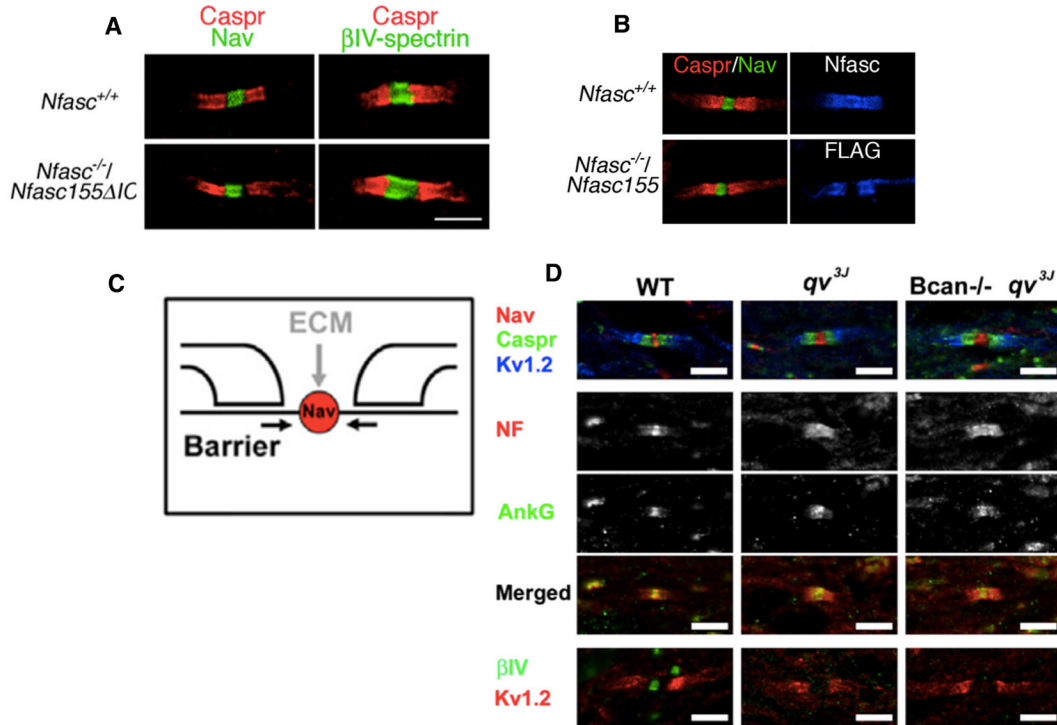 A
Caspr
Nav
Caspr
βIV-spectrin
Nfasc+/+
Nfasc-/-/
Nfasc155ΔIC
B
Caspr/Nav
Nfasc
Nfasc+/+
FLAG
Nfasc-/-/
Nfasc155
C
ECM
Nav
Barrier
D
WT
qv3J
Bcan-/- qv3J
Nav
Caspr
Kv1.2
NF
AnkG
Merged
βIV
Kv1.2